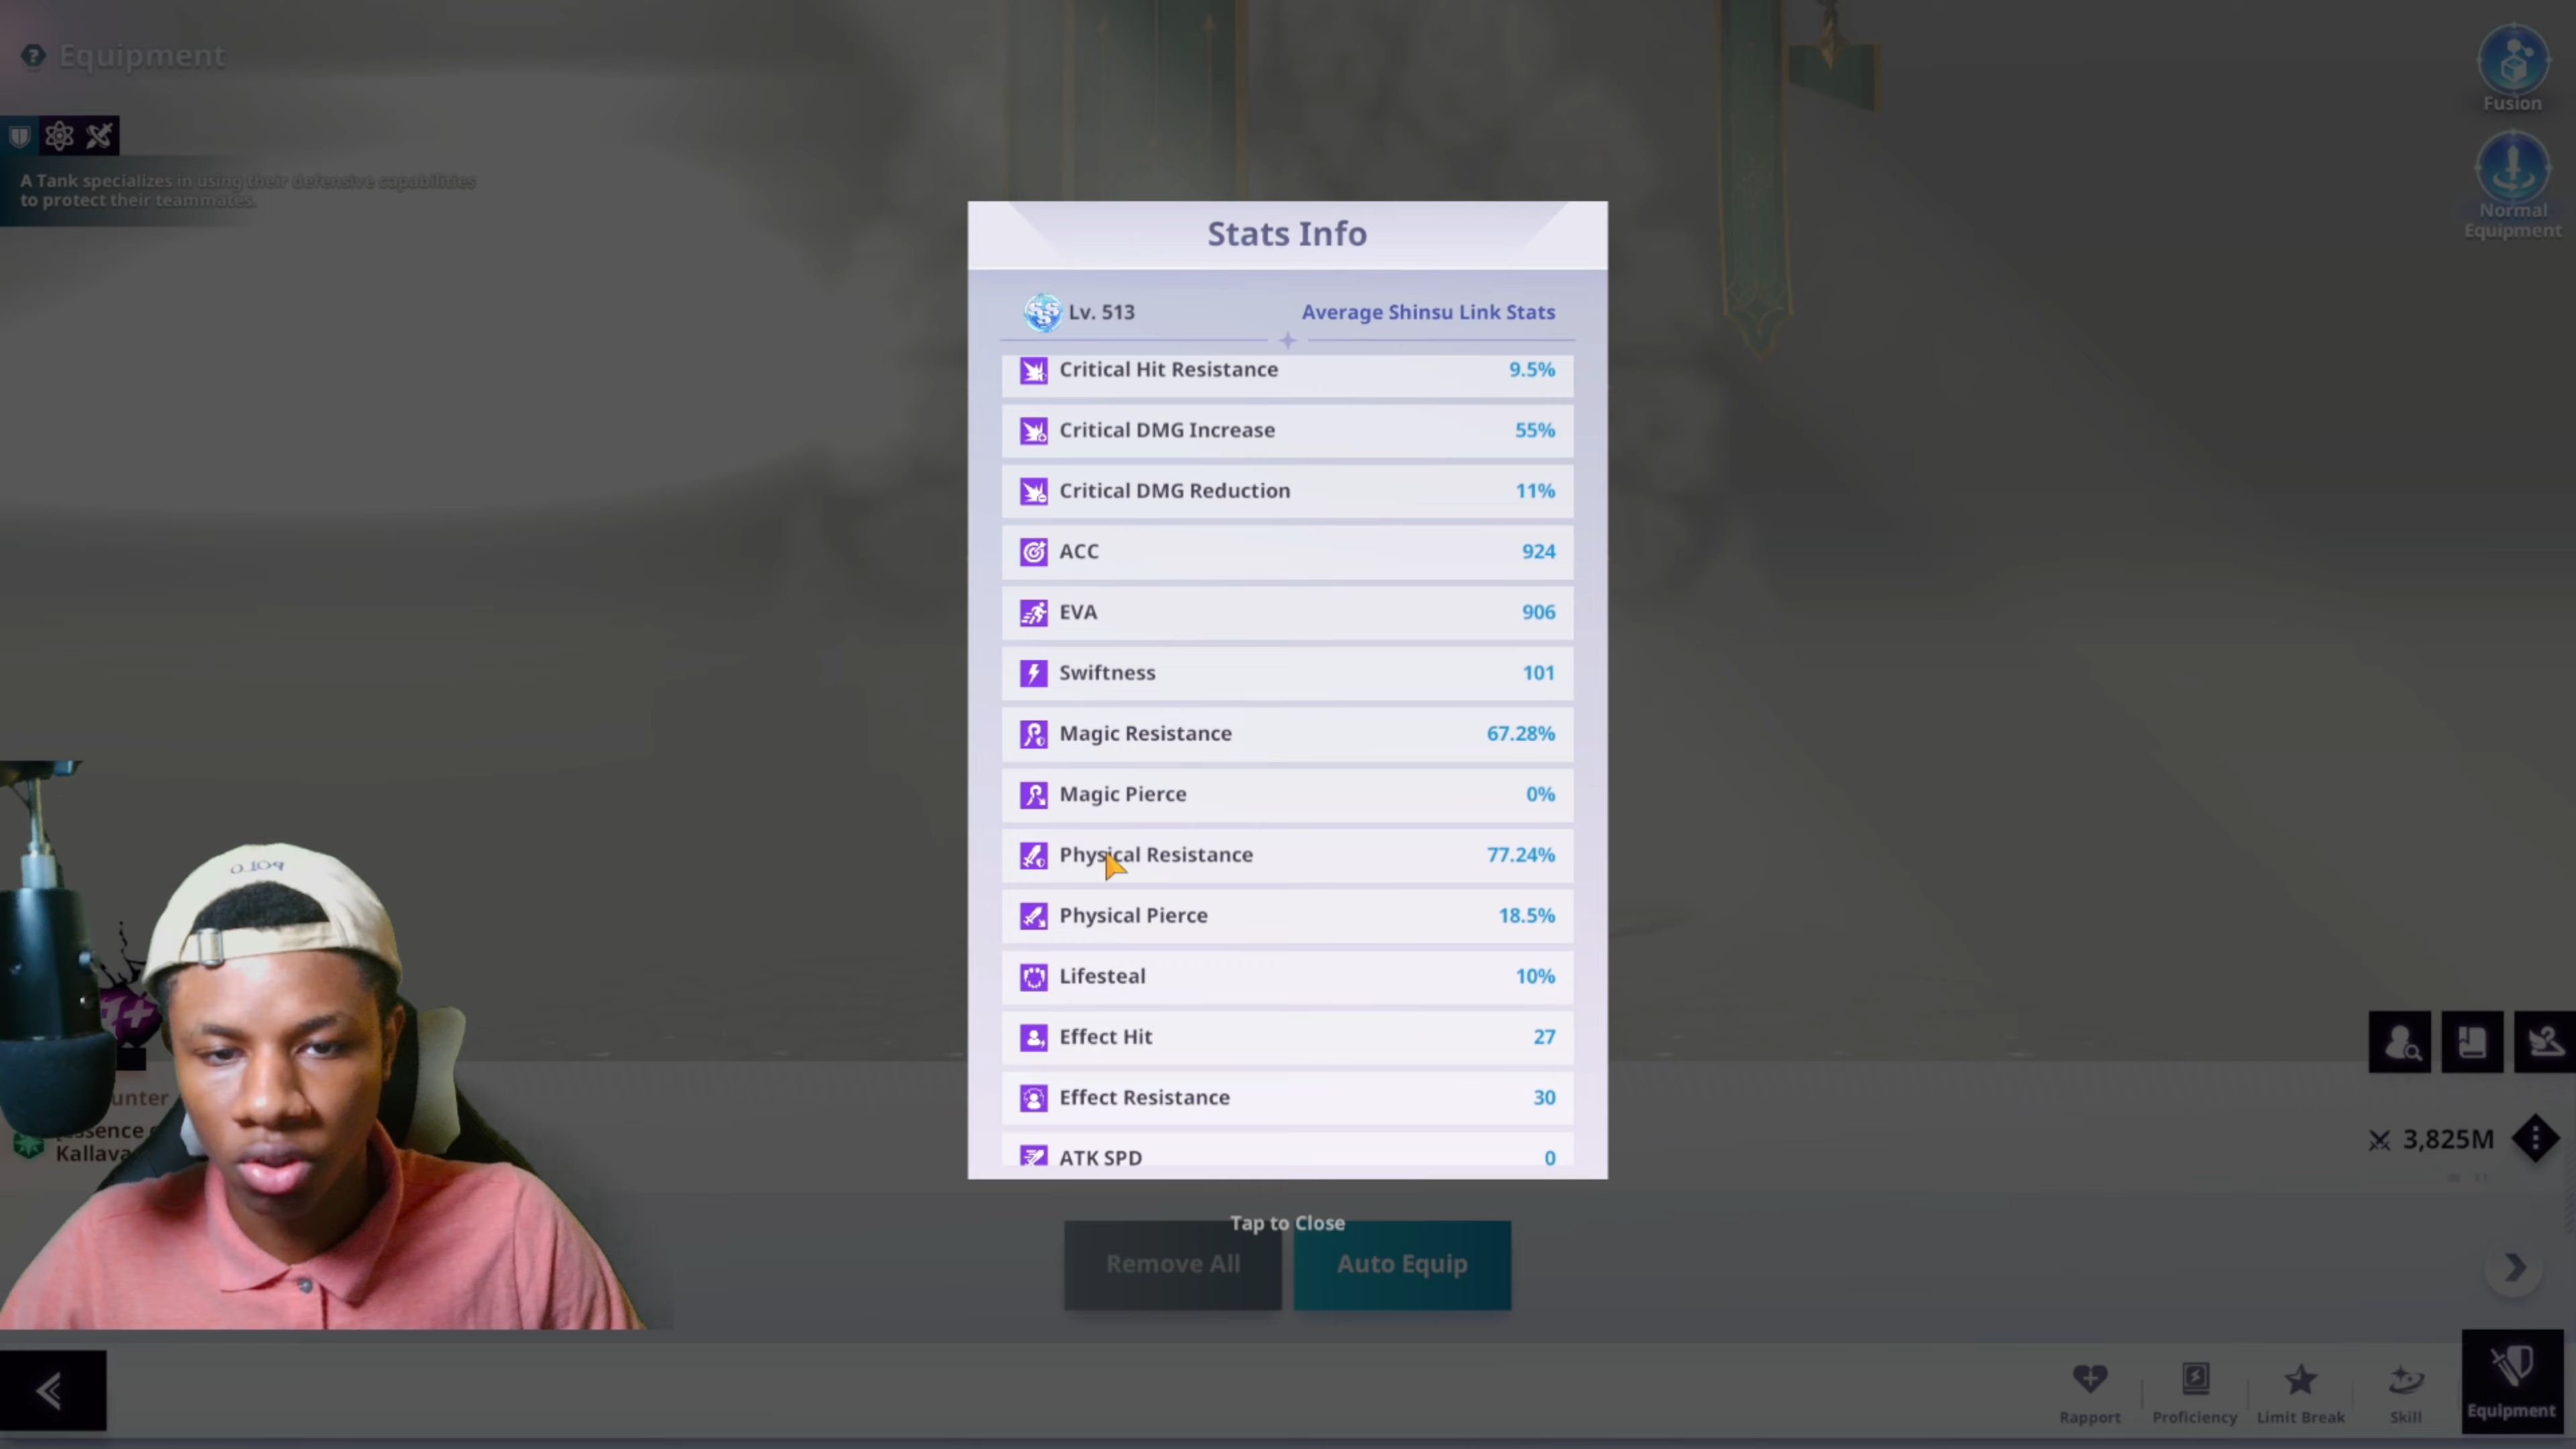 Equipment
A Tank specializes in using their defensive capabilities
to protect their teammates.
Fusion
Normal
Equipment
Stats Info
Lv. 513
Average Shinsu Link Stats
Critical Hit Resistance 9.5%
Critical DMG Increase 55%
Critical DMG Reduction 11%
ACC 924
EVA 906
Swiftness 101
Magic Resistance 67.28%
Magic Pierce 0%
Physical Resistance 77.24%
Physical Pierce 18.5%
Lifesteal 10%
Effect Hit 27
Effect Resistance 30
ATK SPD 0
POLO
3,825M
Tap to Close
Remove All
Auto Equip
Rapport
Proficiency
Limit Break
Skill
Equipment